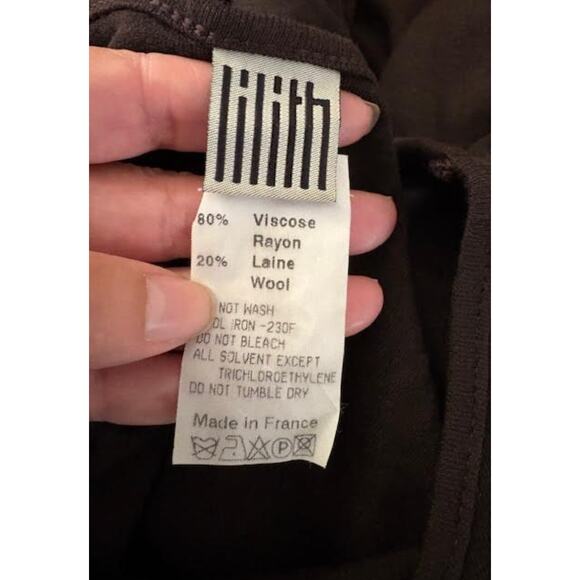 lilith
80% Viscose
Rayon
20% Laine
Wool
NOT WASH
IRON -230F
DO NOT BLEACH
ALL SOLVENT EXCEPT
TRICHLOROETHYLENE
DO NOT TUMBLE DRY
Made in France
P